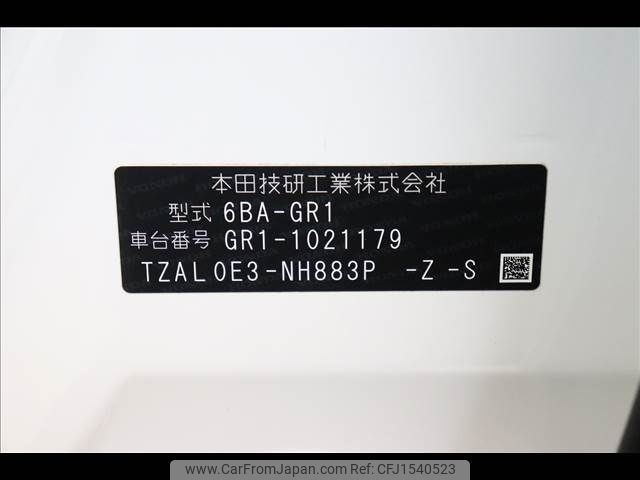 本田技研工業株式会社
型式 6BA-GR1
車台番号 GR1-1021179
TZAL0E3-NH883P -Z -S
www.CarFromJapan.com - CFJ1540523